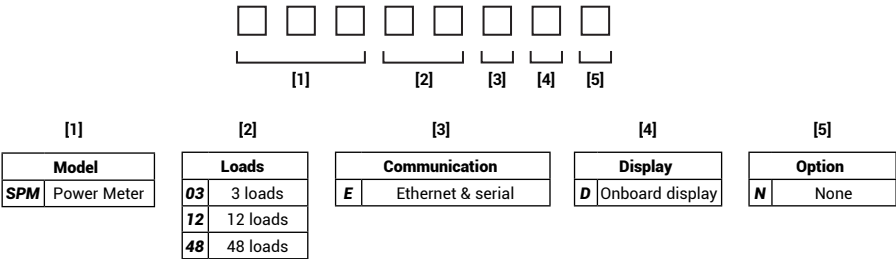 [1] [2] [3] [4] [5]
[1] [2] [3] [4] [5]
Model Loads Communication Display Option
SPM Power Meter 03 3 loads E Ethernet & serial D Onboard display N None
12 12 loads
48 48 loads